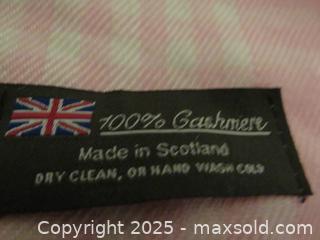 100% Cashmere
Made in Scotland
DRY CLEAN, OR HAND WASH COLD
Copyright 2025 - maxsold.com